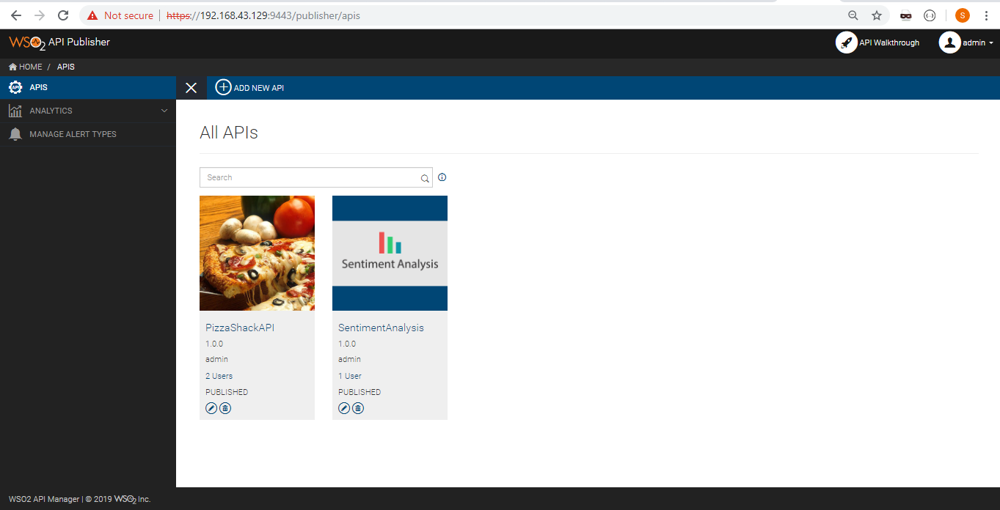 Not secure | https://192.168.43.129:9443/publisher/apis
S
WSO2 API Publisher
API Walkthrough
admin
HOME / APIS
API
APIS
ADD NEW API
ANALYTICS
MANAGE ALERT TYPES
All APIs
Search
Sentiment Analysis
PizzaShackAPI
1.0.0
admin
2 Users
PUBLISHED
SentimentAnalysis
1.0.0
admin
1 User
PUBLISHED
WSO2 API Manager | © 2019 WSO2 Inc.